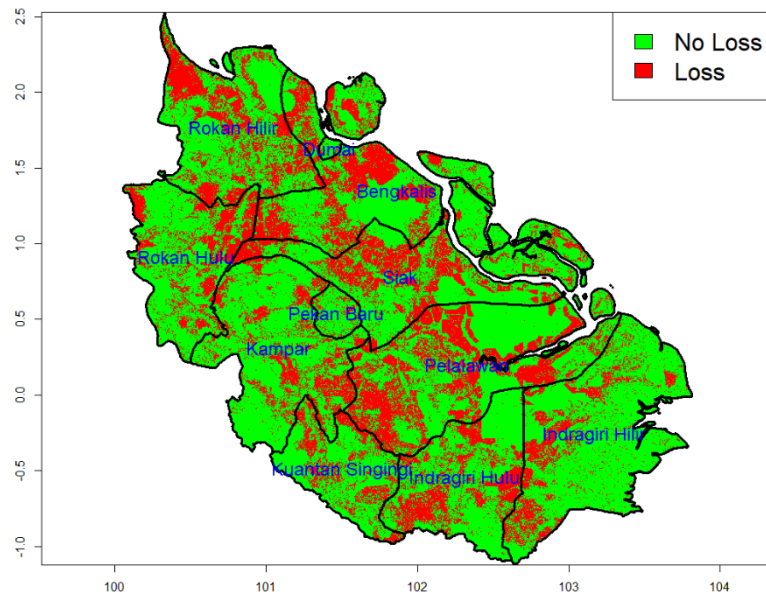 2.5
No Loss
Loss
2.0
Rokan Hilir
Dumai
1.5
Bengkalis
1.0
Rokan Hulu
Siak
Pekan Baru
0.5
Kampar
Pelalawan
0.0
Indragiri Hilir
Kuantan Singingi
Indragiri Hulu
-0.5
-1.0
100 101 102 103 104